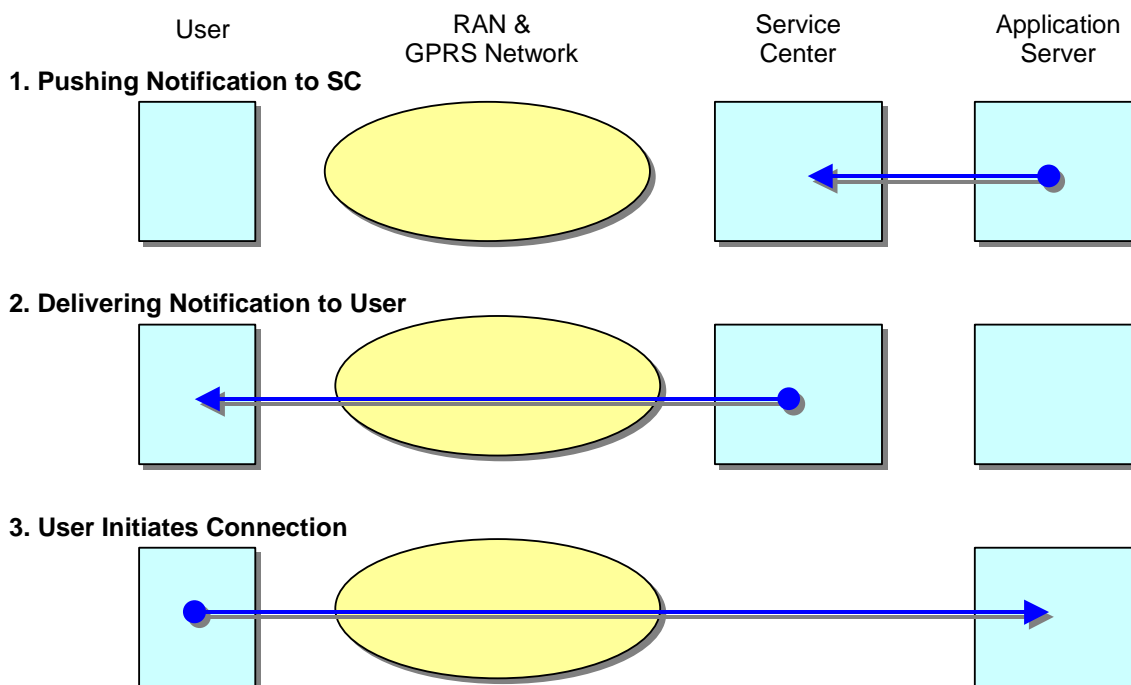 User
RAN &
GPRS Network
Service
Center
Application
Server
1. Pushing Notification to SC
2. Delivering Notification to User
3. User Initiates Connection